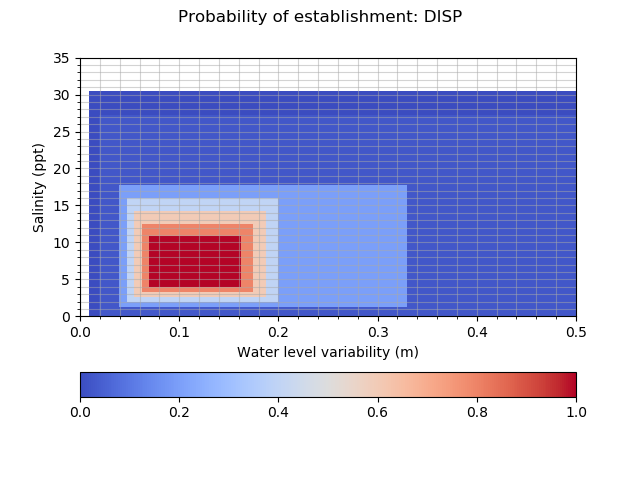 Probability of establishment: DISP
35
30
25
20
15
10
5
0
Salinity (ppt)
0.0 0.1 0.2 0.3 0.4 0.5
Water level variability (m)
0.0 0.2 0.4 0.6 0.8 1.0